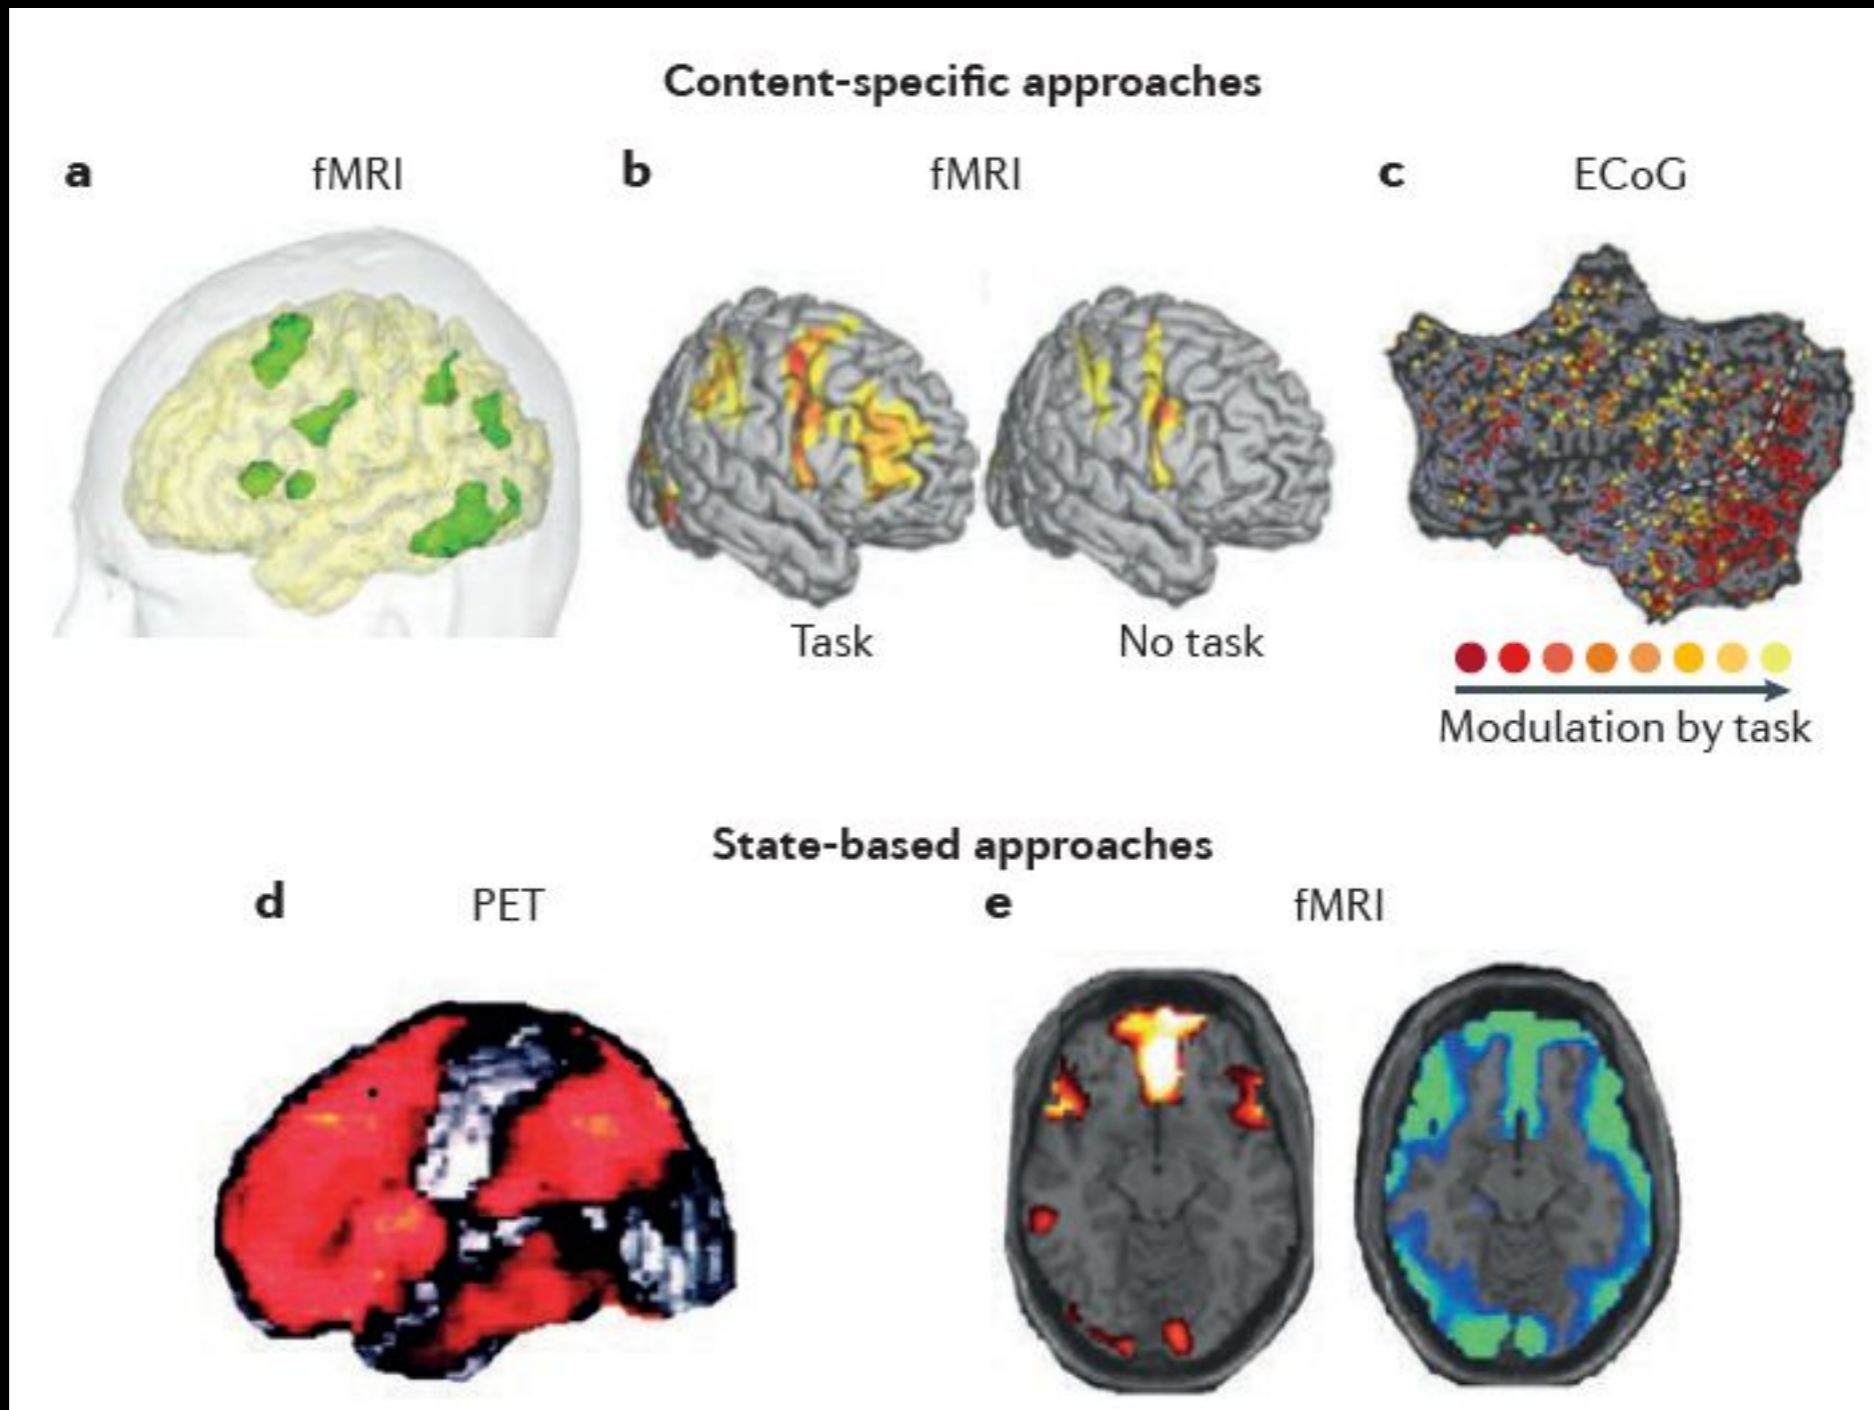 Content-specific approaches
a fMRI b fMRI c ECoG
Task No task
Modulation by task
State-based approaches
d PET e fMRI